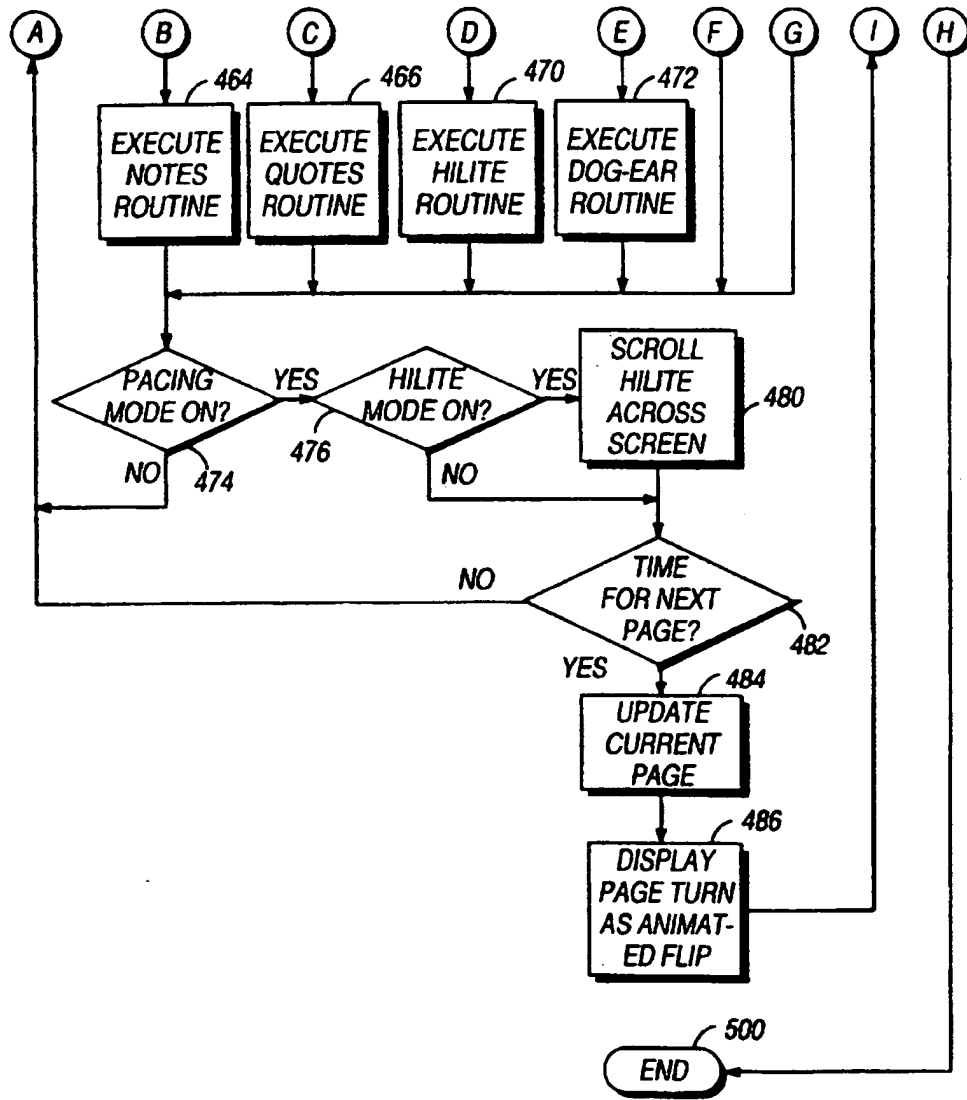 A B C D E F G I H
464 466 470 472
EXECUTE
NOTES
ROUTINE
EXECUTE
QUOTES
ROUTINE
EXECUTE
HILITE
ROUTINE
EXECUTE
DOG-EAR
ROUTINE
PACING
MODE ON?
YES
474
NO
HILITE
MODE ON?
YES
476
NO
SCROLL
HILITE
ACROSS
SCREEN
480
TIME
FOR NEXT
PAGE?
NO
482
YES
484
UPDATE
CURRENT
PAGE
486
DISPLAY
PAGE TURN
AS ANIMAT-
ED FLIP
500
END